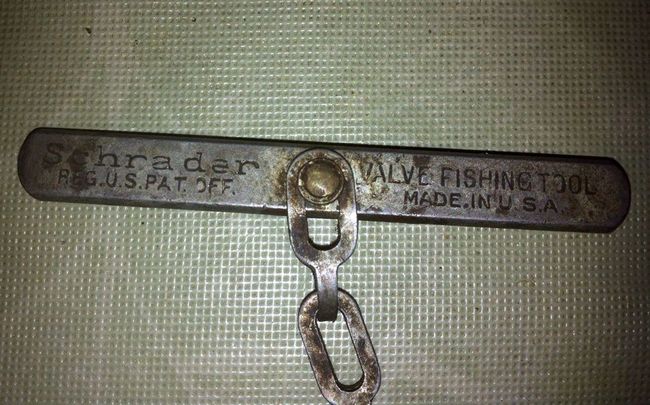 Schrader
REG.U.S.PAT.OFF.
VALVE FISHING TOOL
MADE.IN U.S.A.